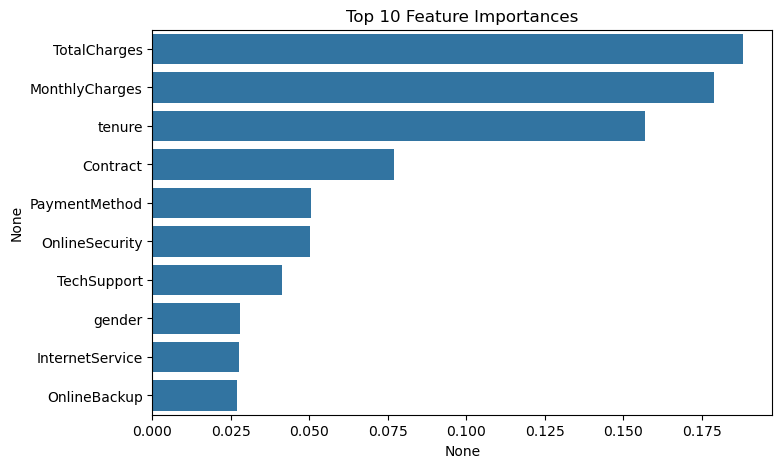 Top 10 Feature Importances
TotalCharges
MonthlyCharges
tenure
Contract
PaymentMethod
OnlineSecurity
TechSupport
gender
InternetService
OnlineBackup
None
0.000 0.025 0.050 0.075 0.100 0.125 0.150 0.175
None